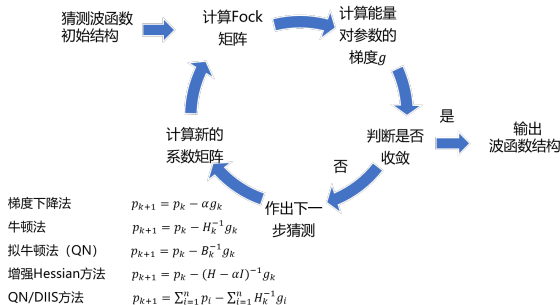 猜测波函数
初始结构
计算Fock
矩阵
计算能量
对参数的
梯度g
判断是否
收敛
是
输出
波函数结构
否
作出下一
步猜测
计算新的
系数矩阵
梯度下降法 p_{k+1} = p_k − αg_k
牛顿法 p_{k+1} = p_k − H_k^{−1}g_k
拟牛顿法（QN） p_{k+1} = p_k − B_k^{−1}g_k
增强Hessian方法 p_{k+1} = p_k − (H − αI)^{−1}g_k
QN/DIIS方法 p_{k+1} = ∑_{i=1}^{n} p_i − ∑_{i=1}^{n} H_k^{−1}g_i